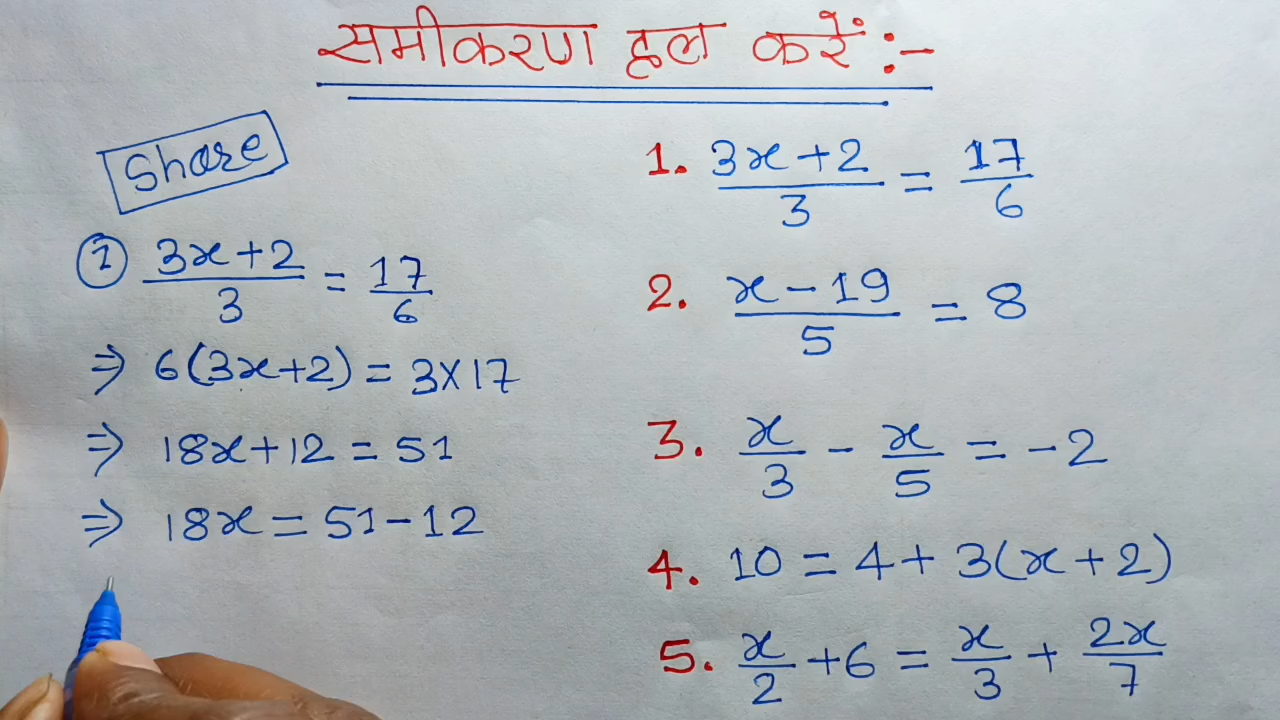 समीकरण हल करें:-
Share
① (3x+2)/3 = 17/6
⇒ 6(3x+2) = 3×17
⇒ 18x+12 = 51
⇒ 18x = 51-12
1. (3x+2)/3 = 17/6
2. (x-19)/5 = 8
3. x/3 - x/5 = -2
4. 10 = 4+3(x+2)
5. x/2 +6 = x/3 + 2x/7